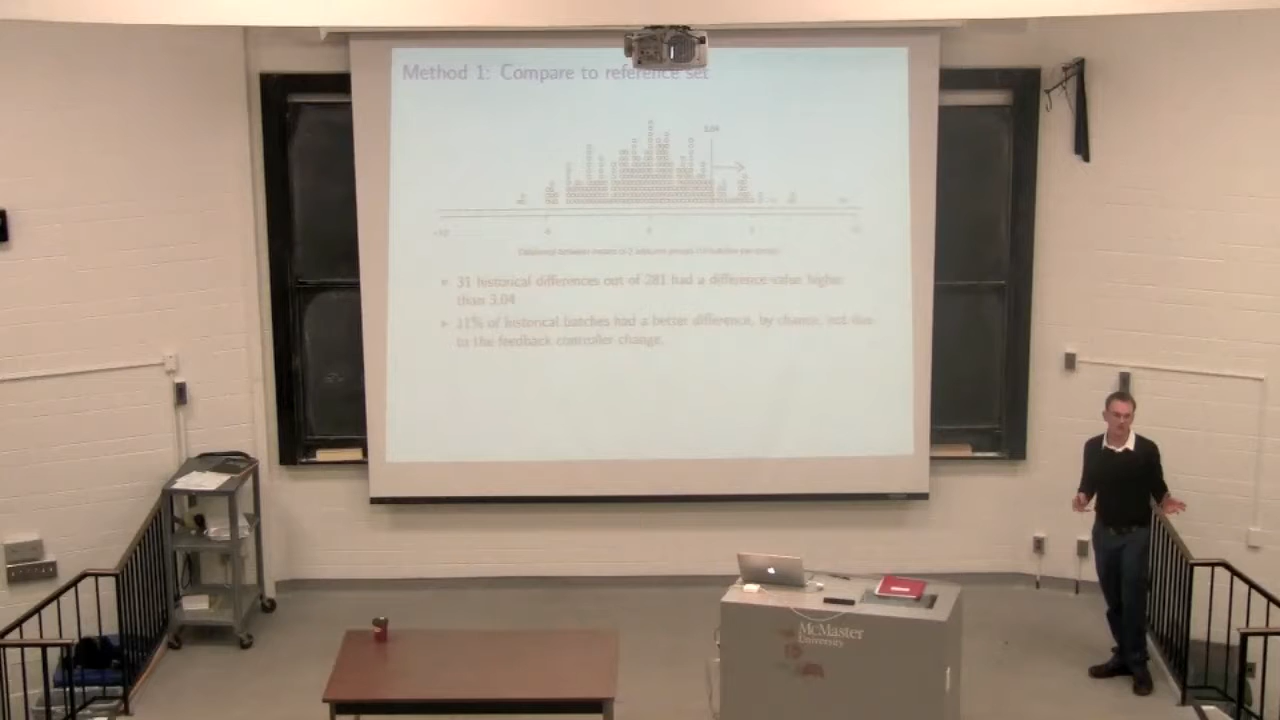 Method 1: Compare to reference set
3.04
31 historical differences out of 281 had a difference value higher
than 3.04
11% of historical batches had a better difference, by chance, not due
to the feedback controller change.
McMaster
University